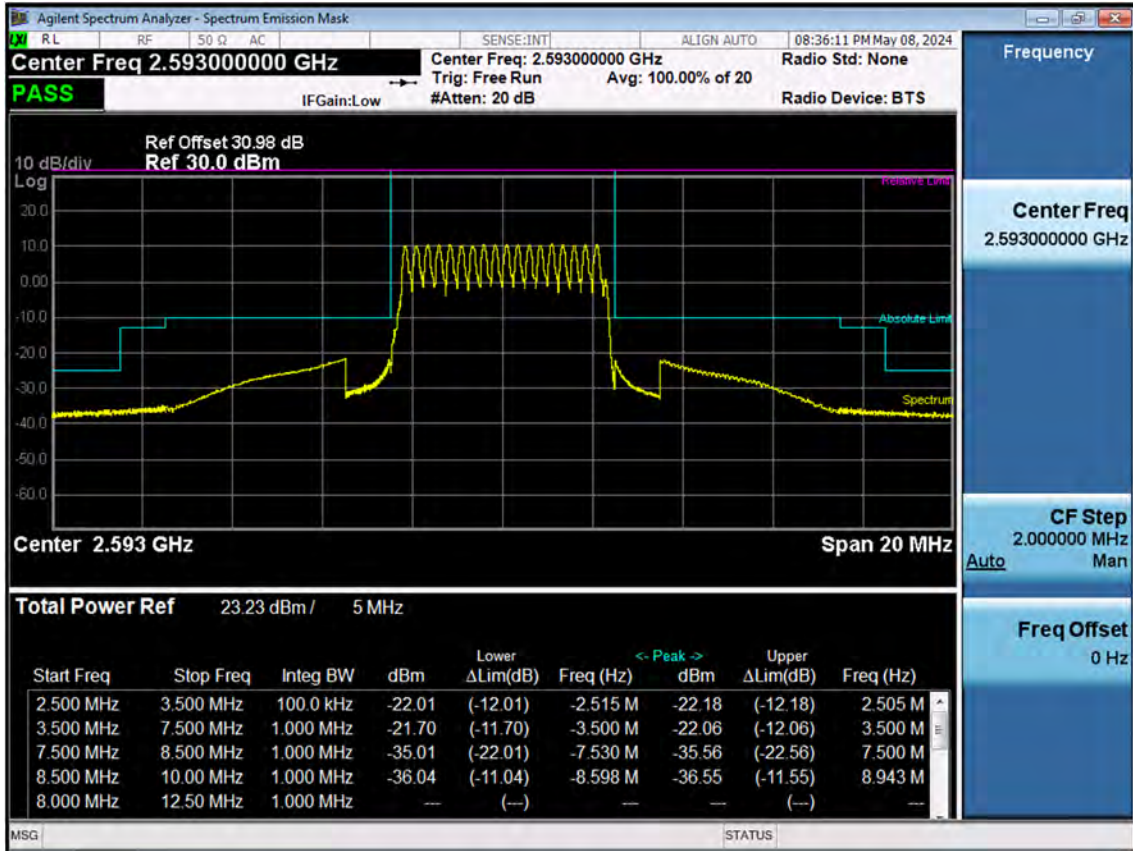 Agilent Spectrum Analyzer - Spectrum Emission Mask
LXI RL RF 50 Ω AC SENSE:INT ALIGN AUTO 08:36:11 PM May 08, 2024
Center Freq 2.593000000 GHz Center Freq: 2.593000000 GHz Radio Std: None
Trig: Free Run Avg: 100.00% of 20
PASS IFGain:Low #Atten: 20 dB Radio Device: BTS
Ref Offset 30.98 dB
10 dB/div Ref 30.0 dBm
Log
Relative Limit
20.0
10.0
0.00
-10.0
Absolute Limit
-20.0
-30.0
Spectrum
-40.0
-50.0
-60.0
Center 2.593 GHz Span 20 MHz
Total Power Ref 23.23 dBm / 5 MHz
Lower <- Peak -> Upper
Start Freq Stop Freq Integ BW dBm ΔLim(dB) Freq (Hz) dBm ΔLim(dB) Freq (Hz)
2.500 MHz 3.500 MHz 100.0 kHz -22.01 (-12.01) -2.515 M -22.18 (-12.18) 2.505 M
3.500 MHz 7.500 MHz 1.000 MHz -21.70 (-11.70) -3.500 M -22.06 (-12.06) 3.500 M
7.500 MHz 8.500 MHz 1.000 MHz -35.01 (-22.01) -7.530 M -35.56 (-22.56) 7.500 M
8.500 MHz 10.00 MHz 1.000 MHz -36.04 (-11.04) -8.598 M -36.55 (-11.55) 8.943 M
8.000 MHz 12.50 MHz 1.000 MHz --- (---) --- --- (---) ---
MSG STATUS
Frequency
Center Freq
2.593000000 GHz
CF Step
2.000000 MHz
Auto Man
Freq Offset
0 Hz